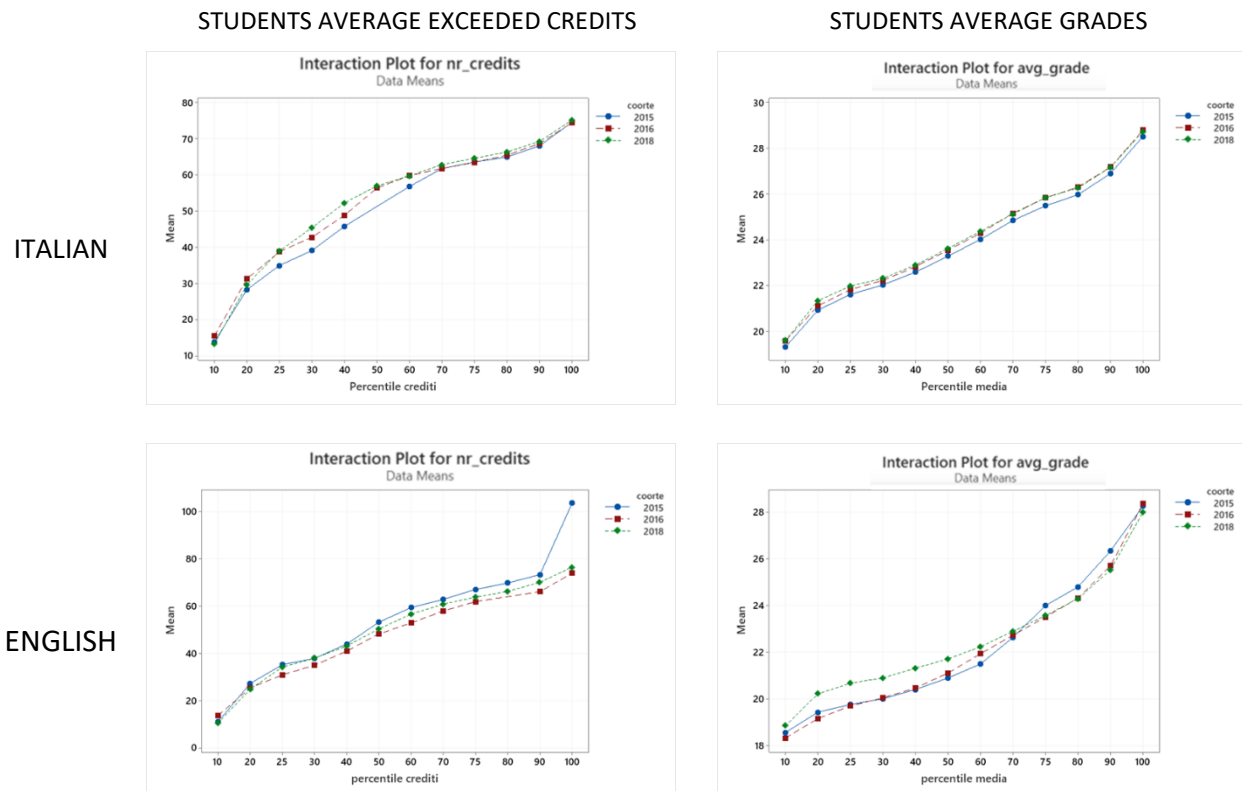 STUDENTS AVERAGE EXCEEDED CREDITS
STUDENTS AVERAGE GRADES
ITALIAN
Interaction Plot for nr_credits
Data Means
80
70
60
50
40
30
20
10
Mean
10 20 25 30 40 50 60 70 75 80 90 100
Percentile crediti
coorte
2015
2016
2018
Interaction Plot for avg_grade
Data Means
30
28
26
24
22
20
Mean
10 20 25 30 40 50 60 70 75 80 90 100
Percentile media
coorte
2015
2016
2018
ENGLISH
Interaction Plot for nr_credits
Data Means
100
80
60
40
20
0
Mean
10 20 25 30 40 50 60 70 75 80 90 100
percentile crediti
coorte
2015
2016
2018
Interaction Plot for avg_grade
Data Means
28
26
24
22
20
18
Mean
10 20 25 30 40 50 60 70 75 80 90 100
percentile media
coorte
2015
2016
2018